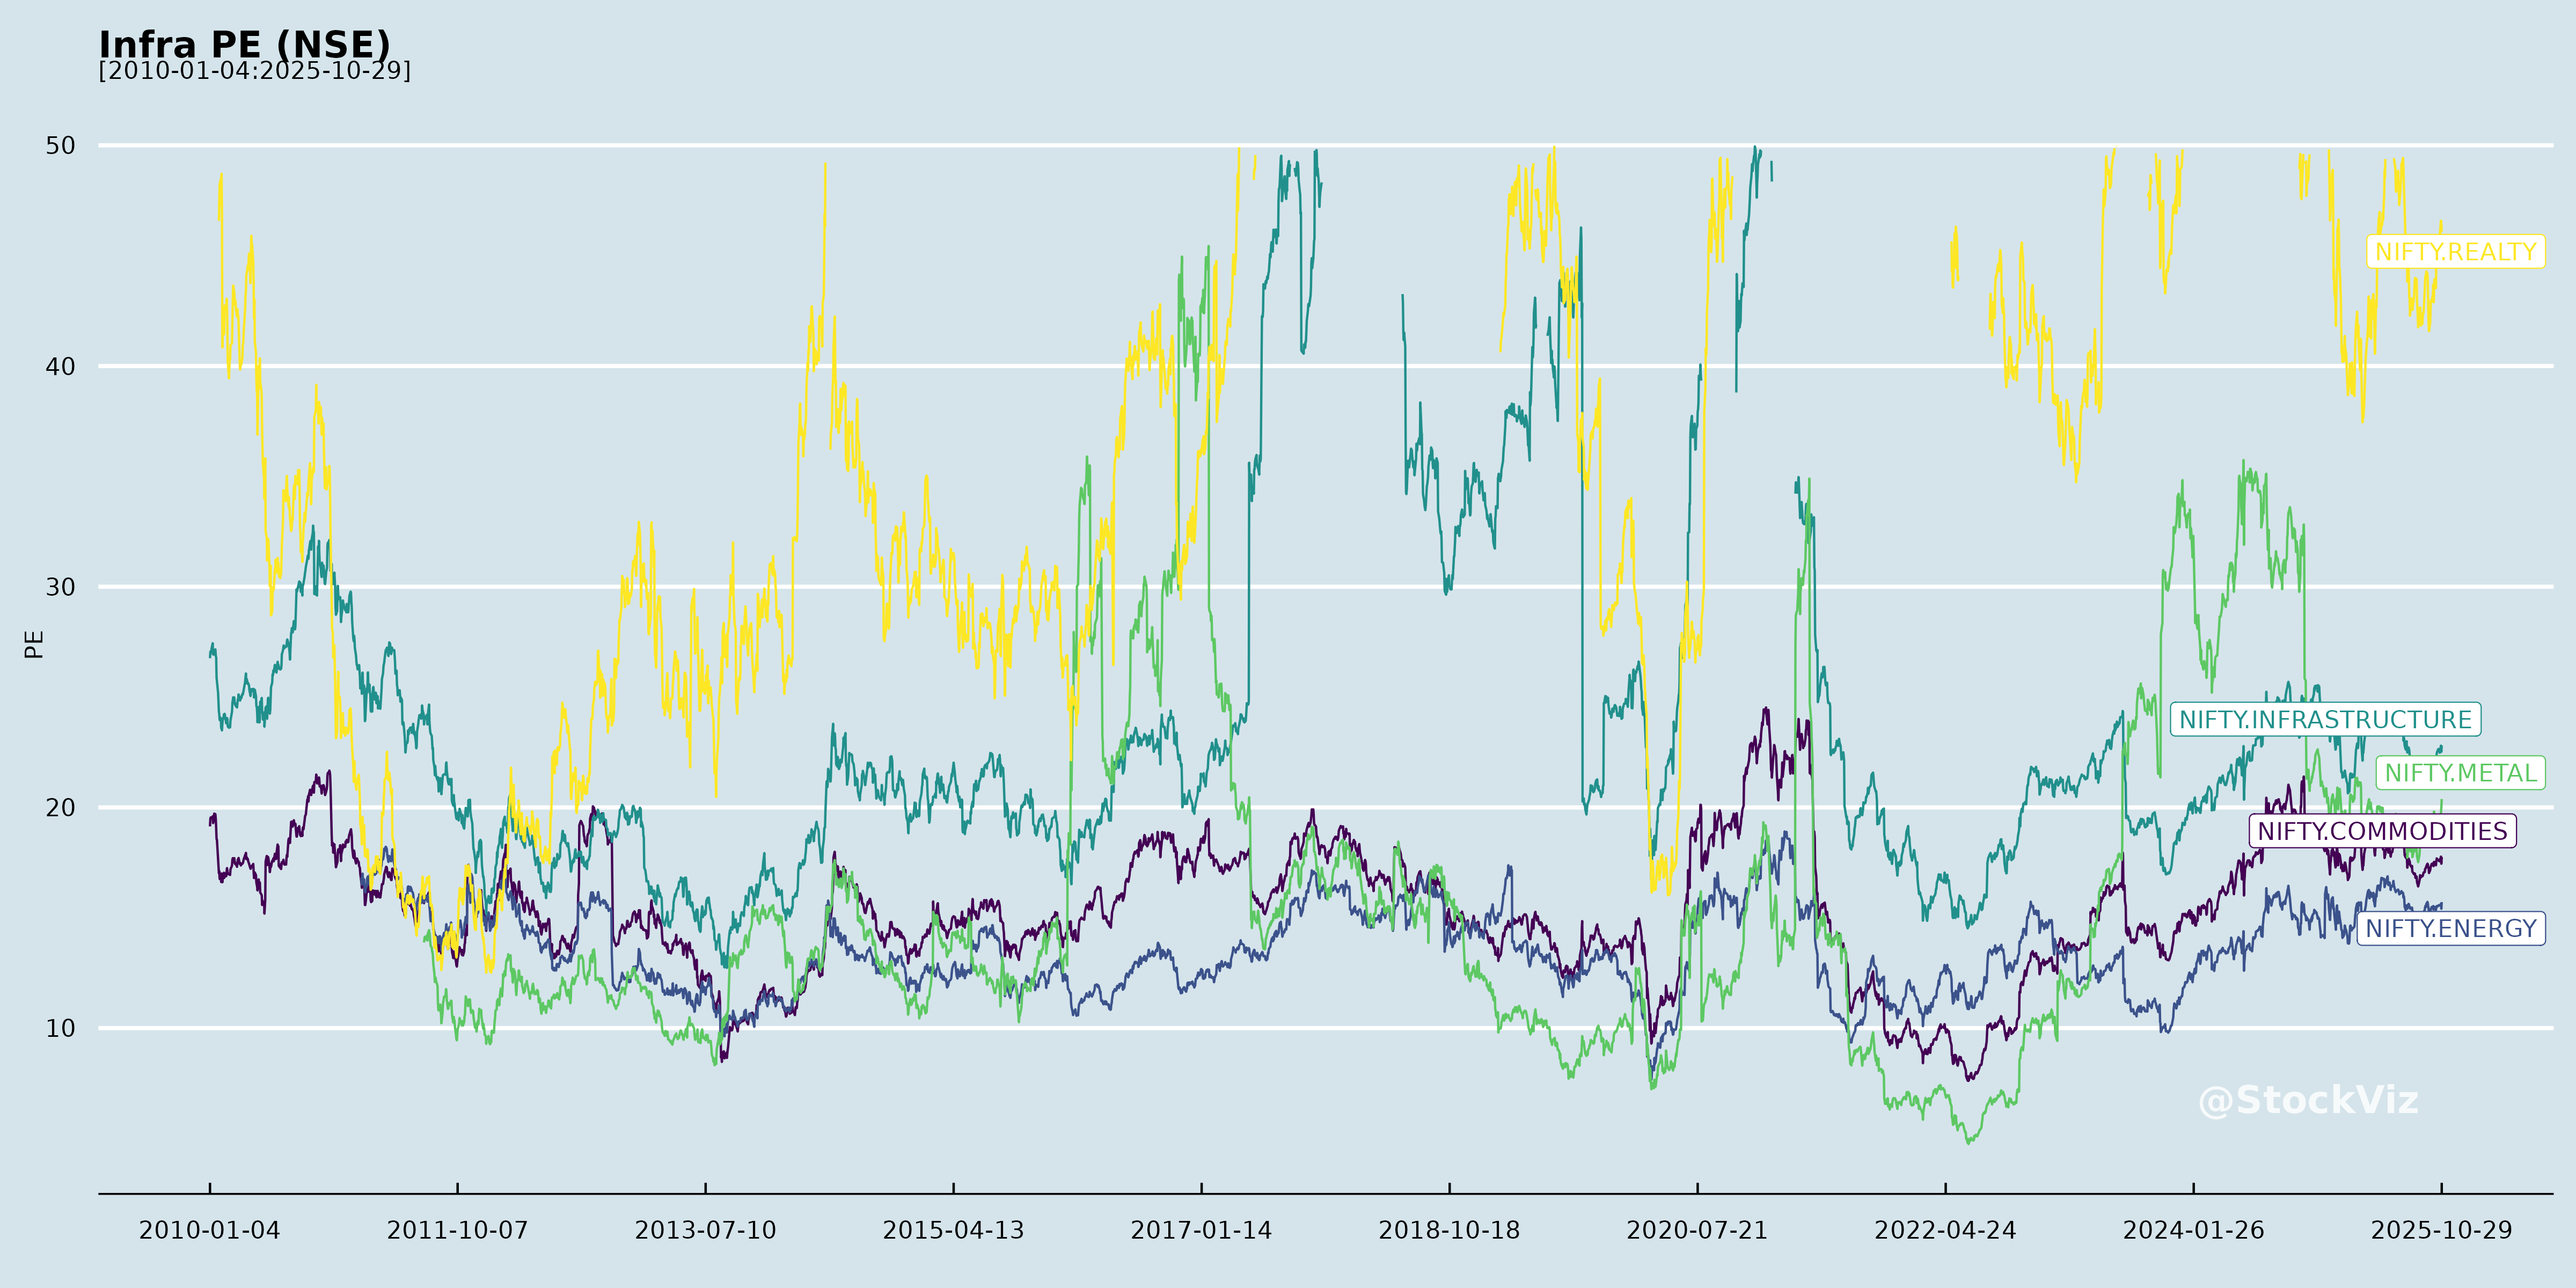 Infra PE (NSE)
[2010-01-04:2025-10-29]
50
40
30
20
10
PE
NIFTY.REALTY
NIFTY.INFRASTRUCTURE
NIFTY.METAL
NIFTY.COMMODITIES
NIFTY.ENERGY
@StockViz
2010-01-04 2011-10-07 2013-07-10 2015-04-13 2017-01-14 2018-10-18 2020-07-21 2022-04-24 2024-01-26 2025-10-29